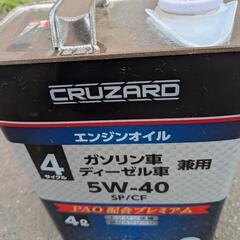 CRUZARD
エンジンオイル
4サイクル
ガソリン車
ディーゼル車
兼用
5W-40
SP/CF
PAO配合プレミアム
4ℓ